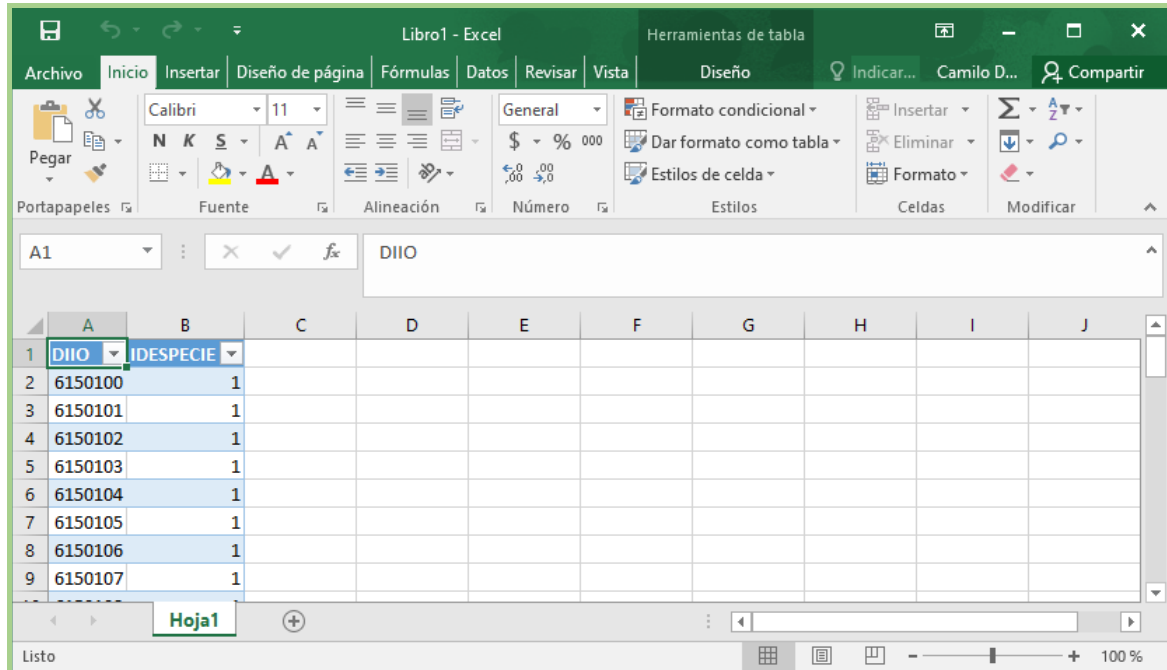 Libro1 - Excel
Herramientas de tabla
Archivo Inicio Insertar Diseño de página Fórmulas Datos Revisar Vista Diseño Indicar... Camilo D... Compartir
Calibri 11 General Formato condicional Insertar
Pegar N K S A A $ % 000 Dar formato como tabla Eliminar
A Estilos de celda Formato
Portapapeles Fuente Alineación Número Estilos Celdas Modificar
A1 fx DIIO
A B C D E F G H I J
1 DIIO IDESPECIE
2 6150100 1
3 6150101 1
4 6150102 1
5 6150103 1
6 6150104 1
7 6150105 1
8 6150106 1
9 6150107 1
Hoja1
Listo 100 %